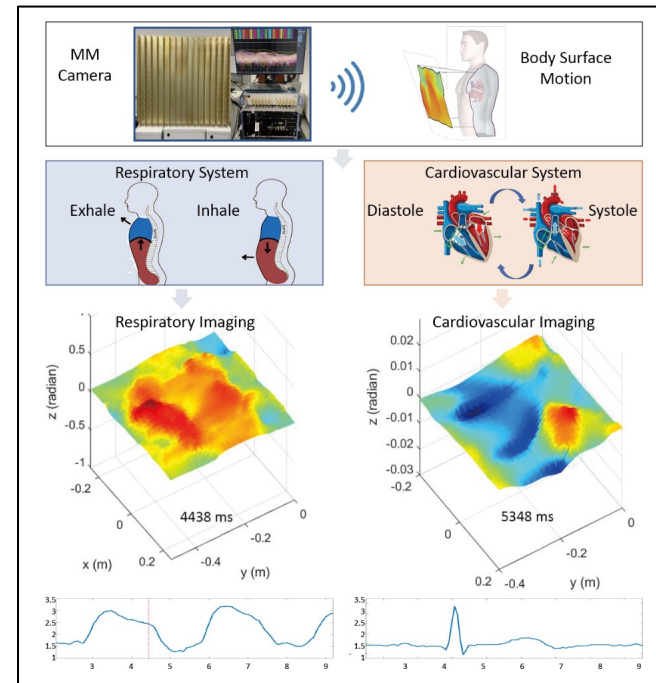 MM
Camera
Body Surface
Motion
Respiratory System
Exhale
Inhale
Cardiovascular System
Diastole
Systole
Respiratory Imaging
z (radian)
0.5
0
-0.5
-1
-0.2
0
0.2
x (m)
4438 ms
-0.4
-0.2
0
y (m)
Cardiovascular Imaging
z (radian)
0.02
0.01
0
-0.01
-0.02
-0.03
-0.2
0
0.2
5348 ms
-0.4
-0.2
0
y (m)
3.5
3
2.5
2
1.5
1
3 4 5 6 7 8 9
3.5
3
2.5
2
1.5
1
3 4 5 6 7 8 9